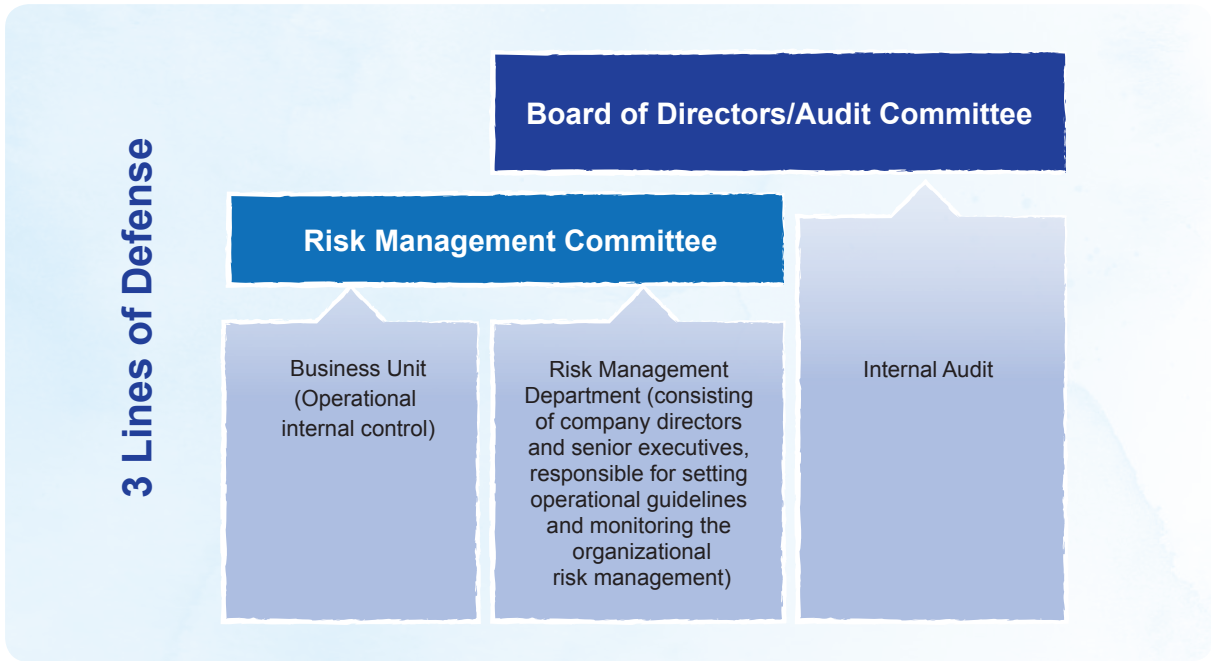 3 Lines of Defense
Board of Directors/Audit Committee
Risk Management Committee
Business Unit
(Operational
internal control)
Risk Management
Department (consisting
of company directors
and senior executives,
responsible for setting
operational guidelines
and monitoring the
organizational
risk management)
Internal Audit